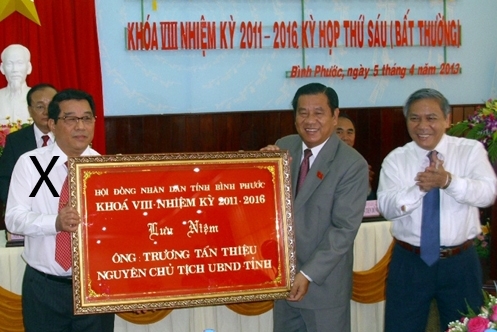 KHÓA VIII NHIỆM KỲ 2011 - 2016 KỲ HỌP THỨ SÁU (BẤT THƯỜNG)
Bình Phước, ngày 5 tháng 4 năm 2013
X
HỘI ĐỒNG NHÂN DÂN TỈNH BÌNH PHƯỚC
KHOÁ VIII - NHIỆM KỲ 2011 - 2016
Lưu Niệm
ÔNG : TRƯƠNG TẤN THIỆU
NGUYÊN CHỦ TỊCH UBND TỈNH